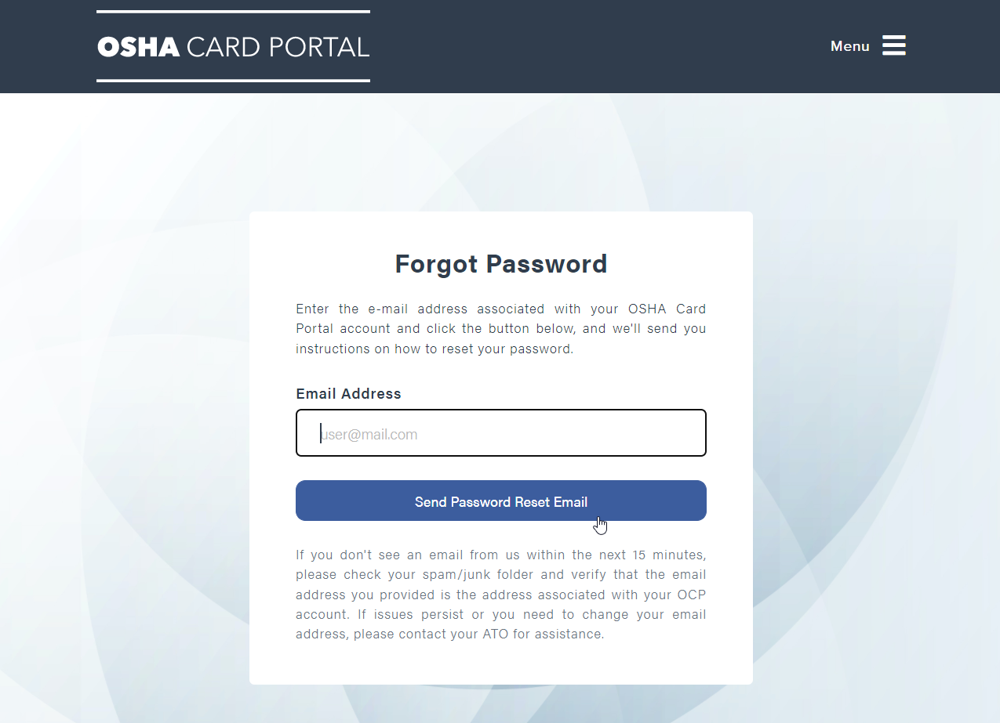 OSHA CARD PORTAL
Menu
Forgot Password
Enter the e-mail address associated with your OSHA Card
Portal account and click the button below, and we'll send you
instructions on how to reset your password.
Email Address
user@mail.com
Send Password Reset Email
If you don't see an email from us within the next 15 minutes,
please check your spam/junk folder and verify that the email
address you provided is the address associated with your OCP
account. If issues persist or you need to change your email
address, please contact your ATO for assistance.